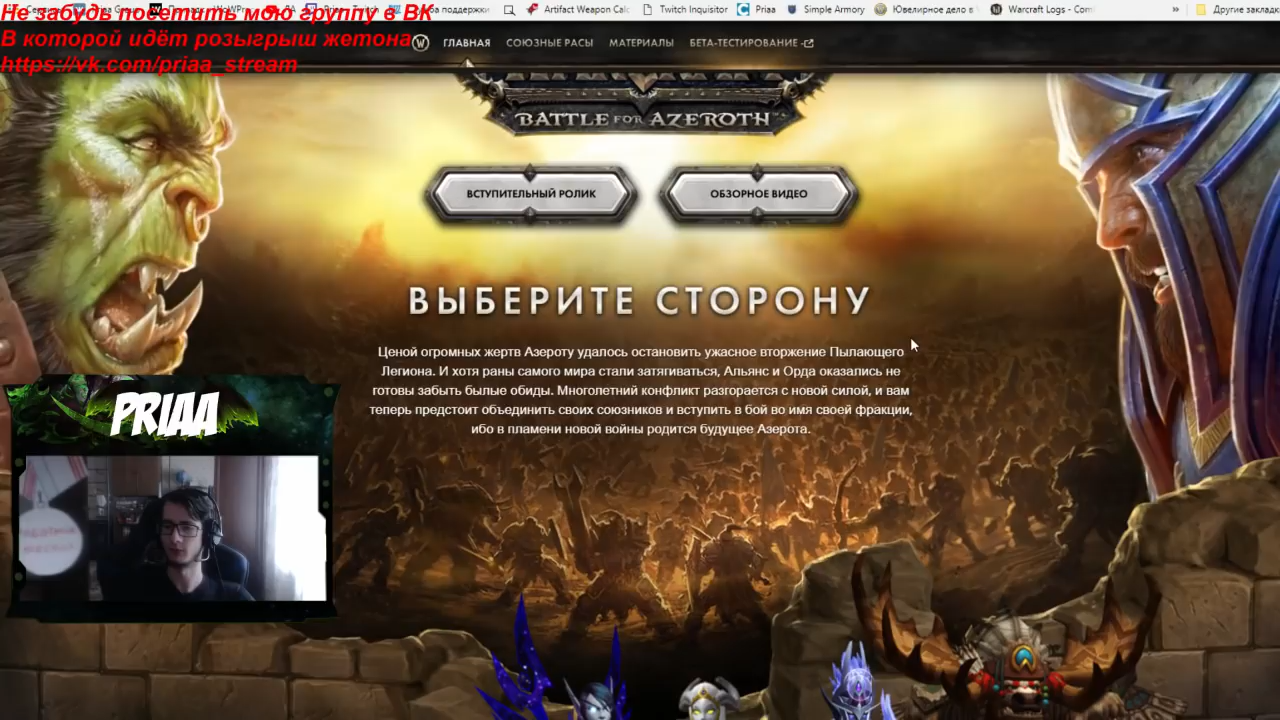 Не забудь посетить мою группу в ВК
В которой идёт розыгрыш жетона
https://vk.com/priaa_stream
Artifact Weapon Calc
Twitch Inquisitor
Priaa
Simple Armory
Ювелирное дело в
Warcraft Logs - Com
»
Другие заклад
ГЛАВНАЯ
СОЮЗНЫЕ РАСЫ
МАТЕРИАЛЫ
БЕТА-ТЕСТИРОВАНИЕ
BATTLE FOR AZEROTH
ВСТУПИТЕЛЬНЫЙ РОЛИК
ОБЗОРНОЕ ВИДЕО
ВЫБЕРИТЕ СТОРОНУ
Ценой огромных жертв Азероту удалось остановить ужасное вторжение Пылающего
Легиона. И хотя раны самого мира стали затягиваться, Альянс и Орда оказались не
готовы забыть былые обиды. Многолетний конфликт разгорается с новой силой, и вам
теперь предстоит объединить своих союзников и вступить в бой во имя своей фракции,
ибо в пламени новой войны родится будущее Азерота.
PRIAA